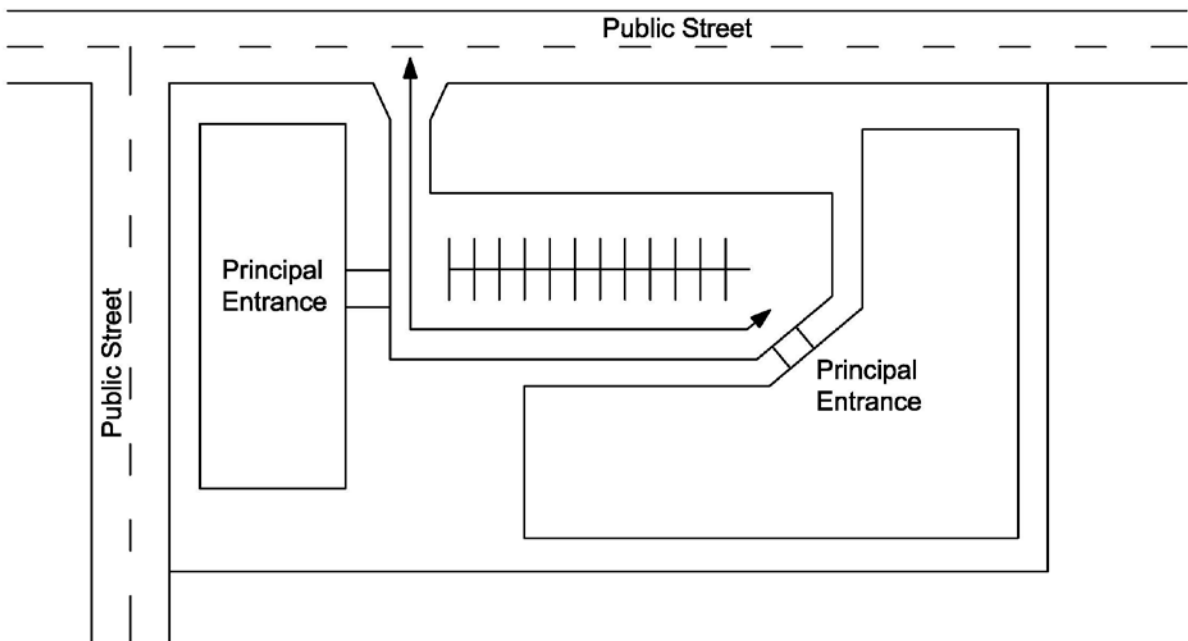 Public Street
Principal
Entrance
Public Street
Principal
Entrance